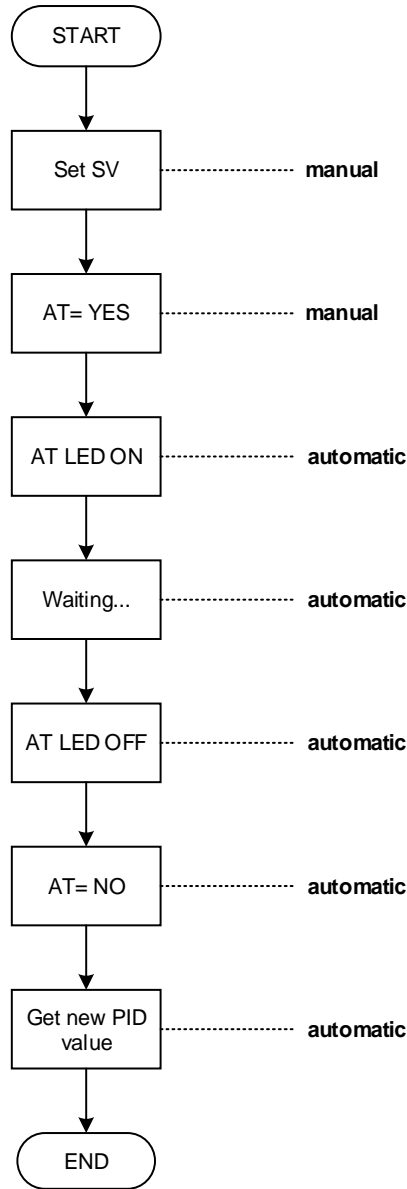 START
Set SV
manual
AT= YES
manual
AT LED ON
automatic
Waiting...
automatic
AT LED OFF
automatic
AT= NO
automatic
Get new PID
value
automatic
END